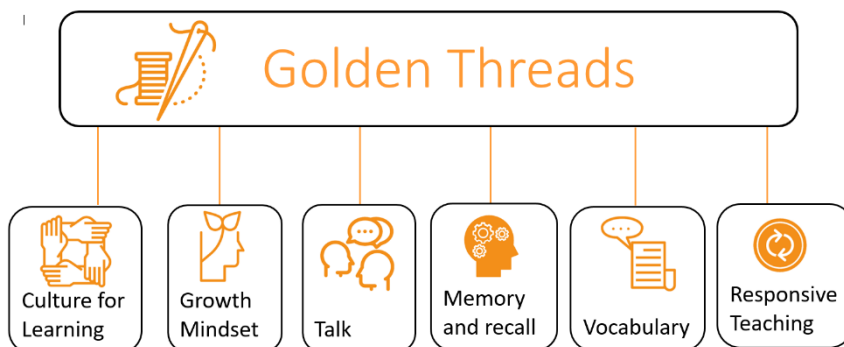 Golden Threads
Culture for
Learning
Growth
Mindset
Talk
Memory
and recall
Vocabulary
Responsive
Teaching